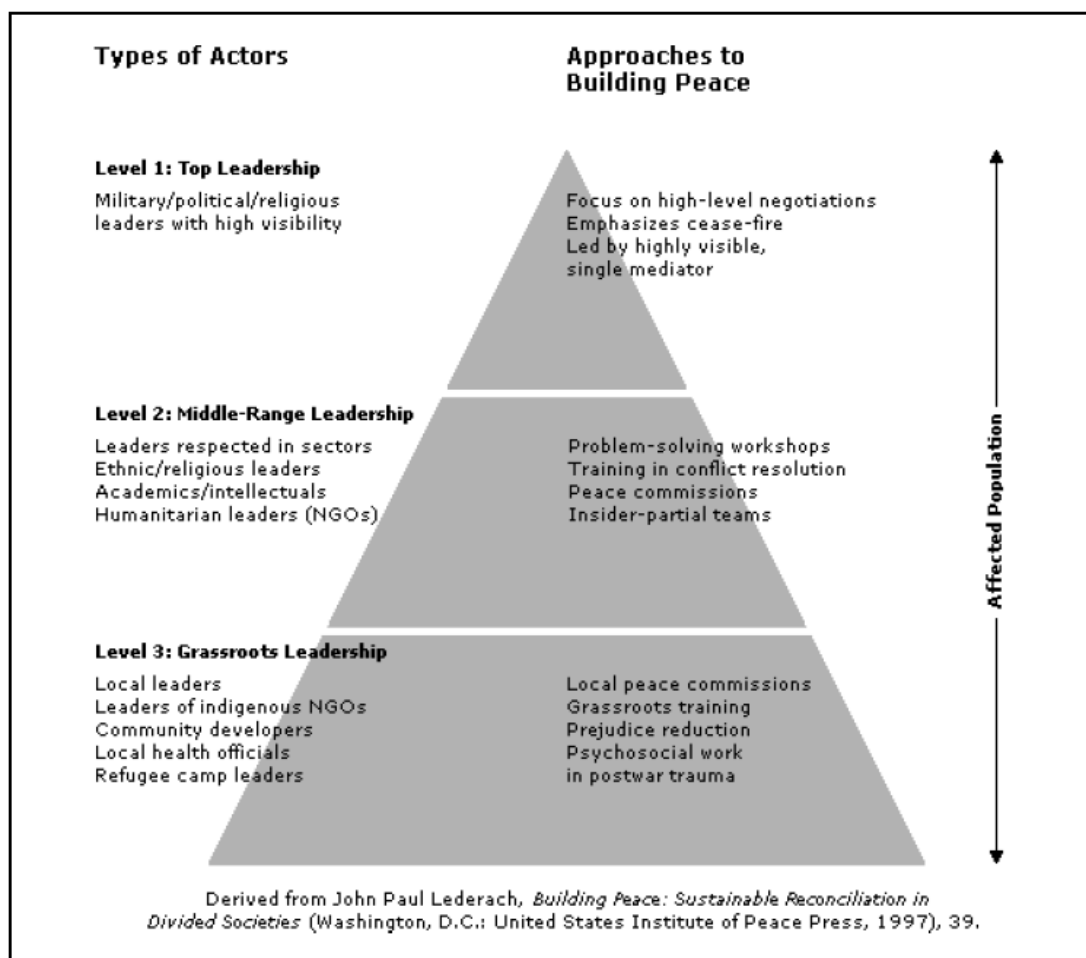 Types of Actors
Approaches to
Building Peace
Level 1: Top Leadership
Military/political/religious
leaders with high visibility
Focus on high-level negotiations
Emphasizes cease-fire
Led by highly visible,
single mediator
Level 2: Middle-Range Leadership
Leaders respected in sectors
Ethnic/religious leaders
Academics/intellectuals
Humanitarian leaders (NGOs)
Problem-solving workshops
Training in conflict resolution
Peace commissions
Insider-partial teams
Level 3: Grassroots Leadership
Local leaders
Leaders of indigenous NGOs
Community developers
Local health officials
Refugee camp leaders
Local peace commissions
Grassroots training
Prejudice reduction
Psychosocial work
in postwar trauma
Affected Population
Derived from John Paul Lederach, Building Peace: Sustainable Reconciliation in
Divided Societies (Washington, D.C.: United States Institute of Peace Press, 1997), 39.